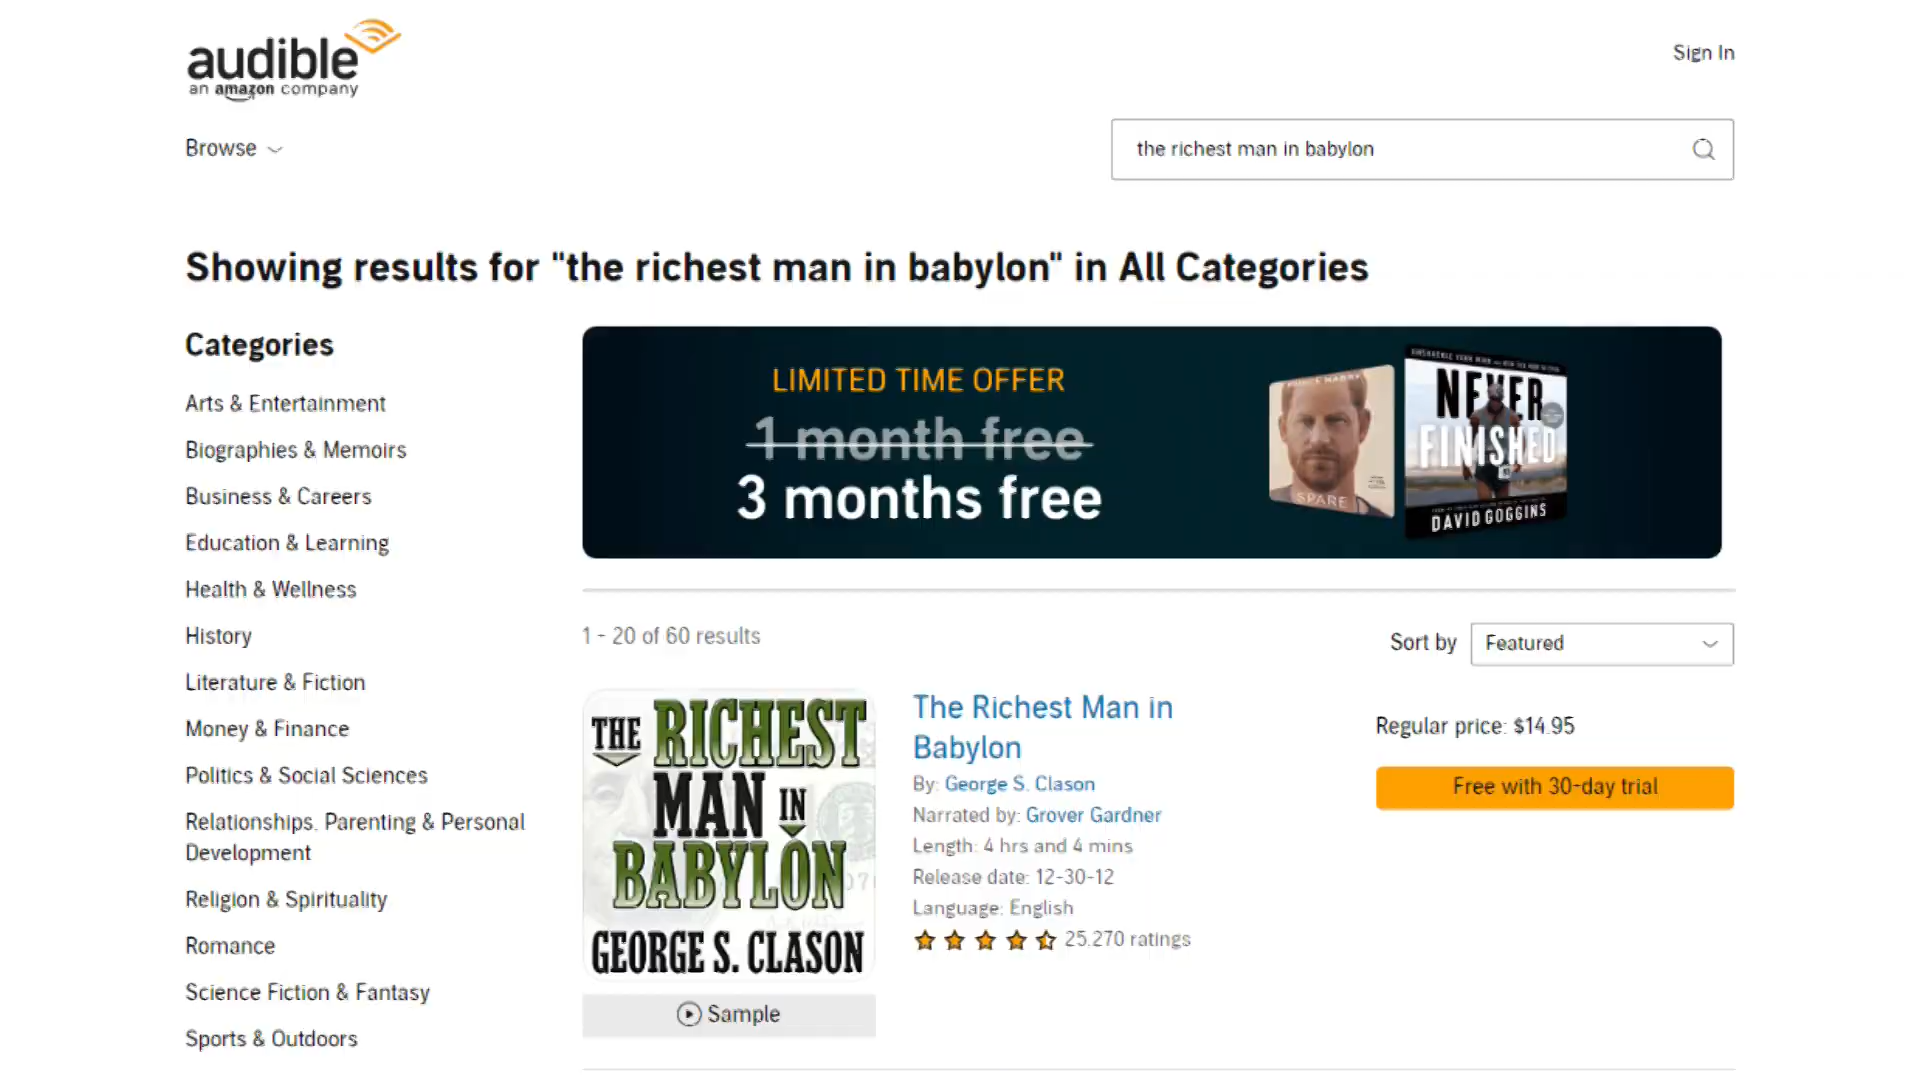 audible
an amazon company
Sign In
Browse
the richest man in babylon
Showing results for "the richest man in babylon" in All Categories
Categories
Arts & Entertainment
Biographies & Memoirs
Business & Careers
Education & Learning
Health & Wellness
History
Literature & Fiction
Money & Finance
Politics & Social Sciences
Relationships, Parenting & Personal
Development
Religion & Spirituality
Romance
Science Fiction & Fantasy
Sports & Outdoors
LIMITED TIME OFFER
1 month free
3 months free
SPARE
NEVER
FINISHED
DAVID GOGGINS
1 - 20 of 60 results
Sort by
Featured
THE RICHEST
MAN IN
BABYLON
GEORGE S. CLASON
Sample
The Richest Man in
Babylon
By: George S. Clason
Narrated by: Grover Gardner
Length: 4 hrs and 4 mins
Release date: 12-30-12
Language: English
25,270 ratings
Regular price: $14.95
Free with 30-day trial